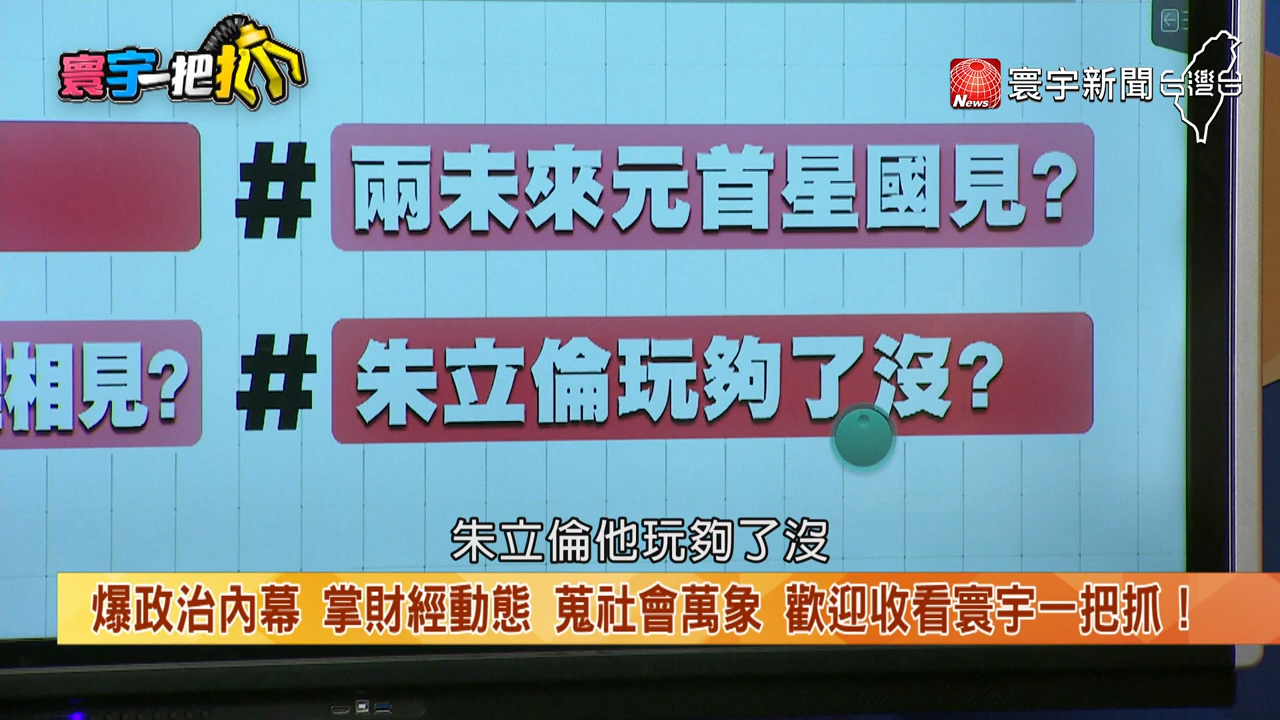 寰宇一把抓
News 寰宇新聞 台灣台
# 兩未來元首星國見?
相見? # 朱立倫玩夠了沒?
朱立倫他玩夠了沒
爆政治內幕 掌財經動態 蒐社會萬象 歡迎收看寰宇一把抓!